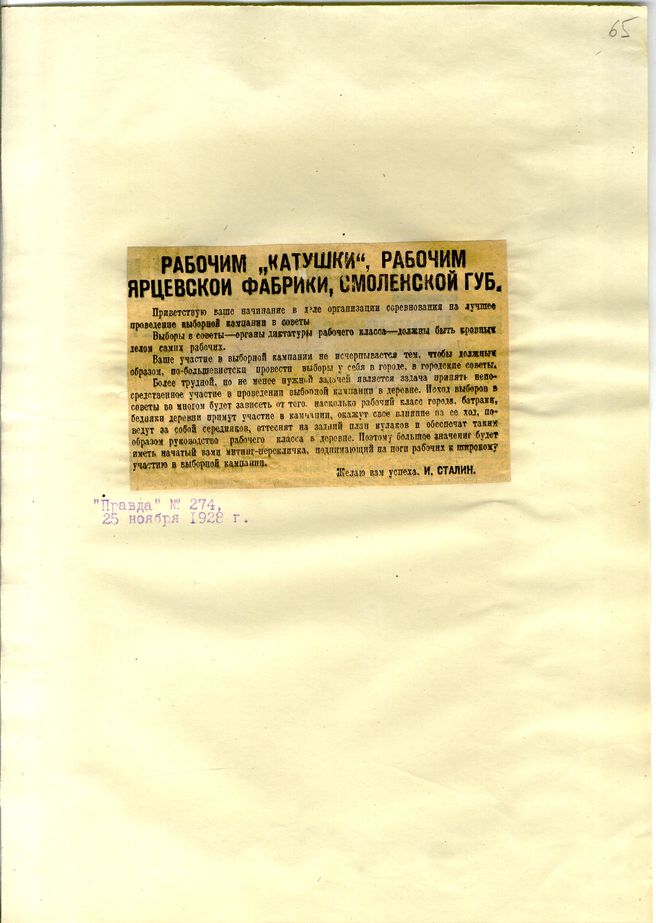 65
РАБОЧИМ „КАТУШКИ“, РАБОЧИМ
ЯРЦЕВСКОЙ ФАБРИКИ, СМОЛЕНСКОЙ ГУБ.
Приветствую ваше начинание в деле организации соревнования на лучшее
проведение выборной кампании в советы
Выборы в советы—органы диктатуры рабочего класса—должны быть кровным
делом самих рабочих.
Ваше участие в выборной кампании не исчерпывается тем, чтобы должным
образом, по-большевистски провести выборы у себя в городе, в городские советы.
Более трудной, но не менее нужной задачей является задача принять непо-
средственное участие в проведении выборной кампании в деревне. Исход выборов в
советы во многом будет зависеть от того, насколько рабочий класс города, батраки,
бедняки деревни примут участие в кампании, окажут свое влияние на ее ход, по-
ведут за собой середняков, оттеснят на задний план кулаков и обеспечат таким
образом руководство рабочего класса в деревне. Поэтому большое значение будет
иметь начатый вами митинг-перекличка, поднимающий на ноги рабочих к широкому
участию в выборной кампании.
Желаю вам успеха. И. СТАЛИН.
"Правда" № 274,
25 ноября 1928 г.